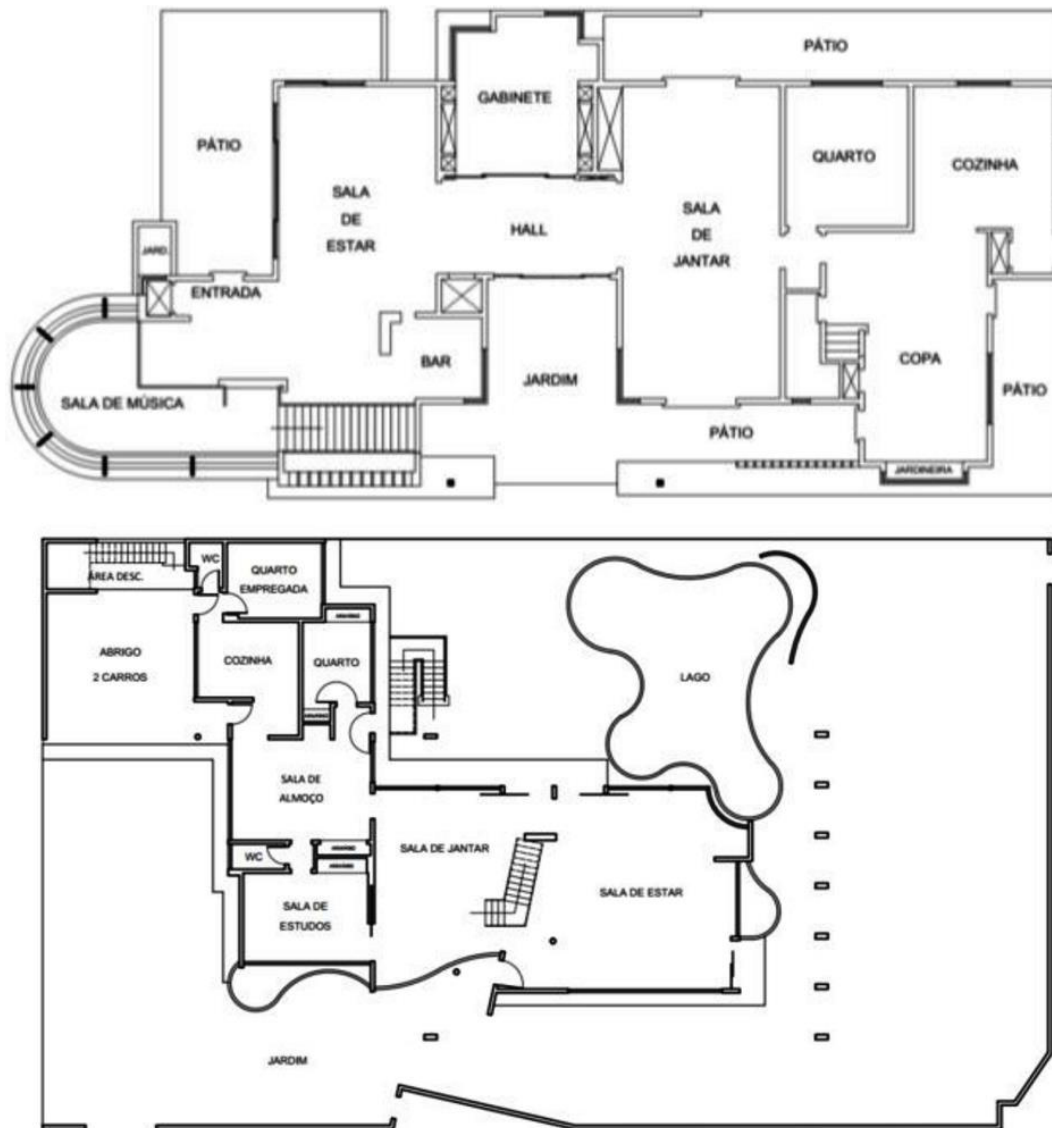 PÁTIO
GABINETE
PÁTIO
SALA
DE
ESTAR
QUARTO
COZINHA
HALL
SALA
DE
JANTAR
JARD.
ENTRADA
BAR
COPA
JARDIM
SALA DE MÚSICA
PÁTIO
PÁTIO
JARDINEIRA
WC
ÁREA DESC.
QUARTO
EMPREGADA
ABRIGO
2 CARROS
COZINHA
QUARTO
LAGO
SALA DE
ALMOÇO
SALA DE JANTAR
WC
SALA DE ESTAR
SALA DE
ESTUDOS
JARDIM